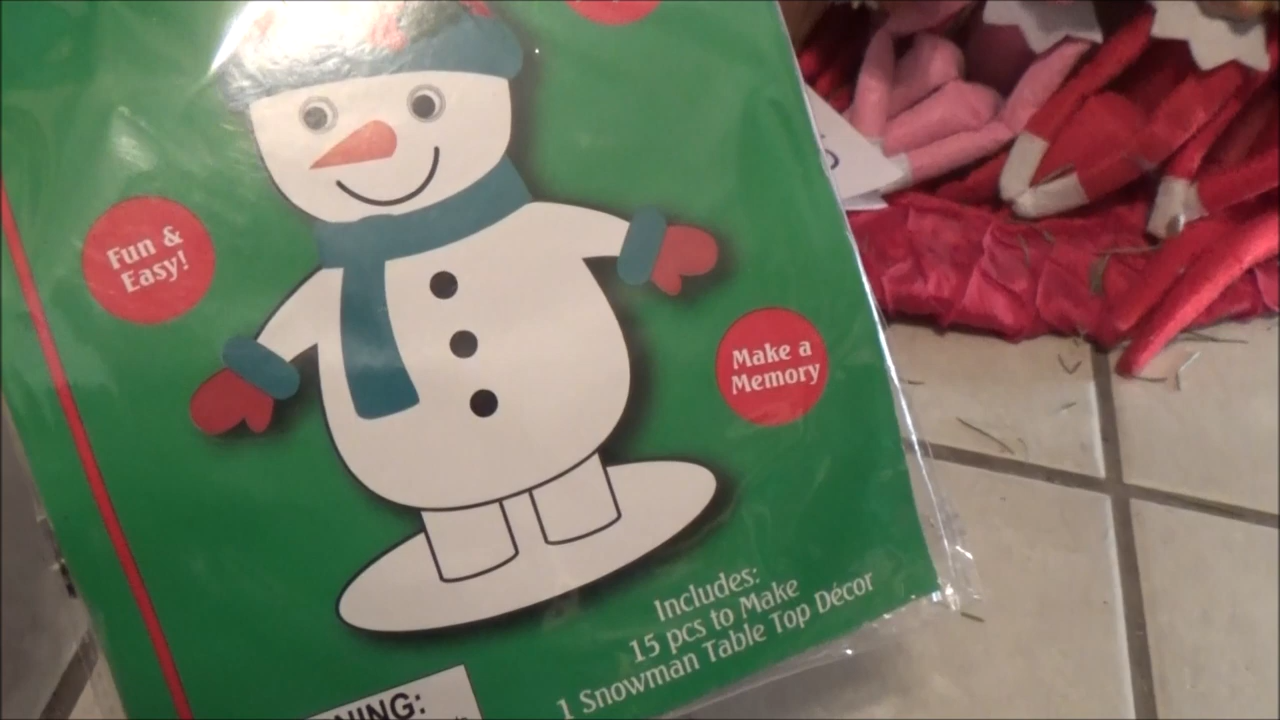 Fun &
Easy!
Make a
Memory
Includes:
15 pcs to Make
1 Snowman Table Top Décor